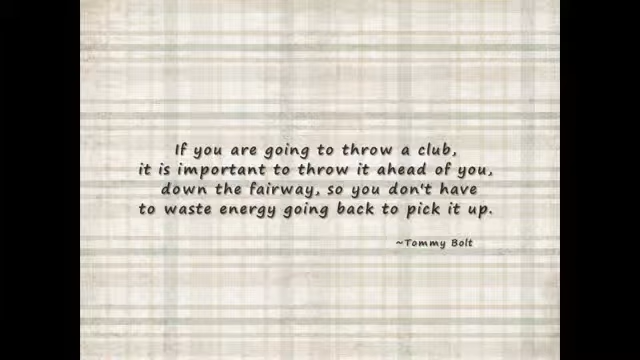 If you are going to throw a club,
it is important to throw it ahead of you,
down the fairway, so you don't have
to waste energy going back to pick it up.
~Tommy Bolt